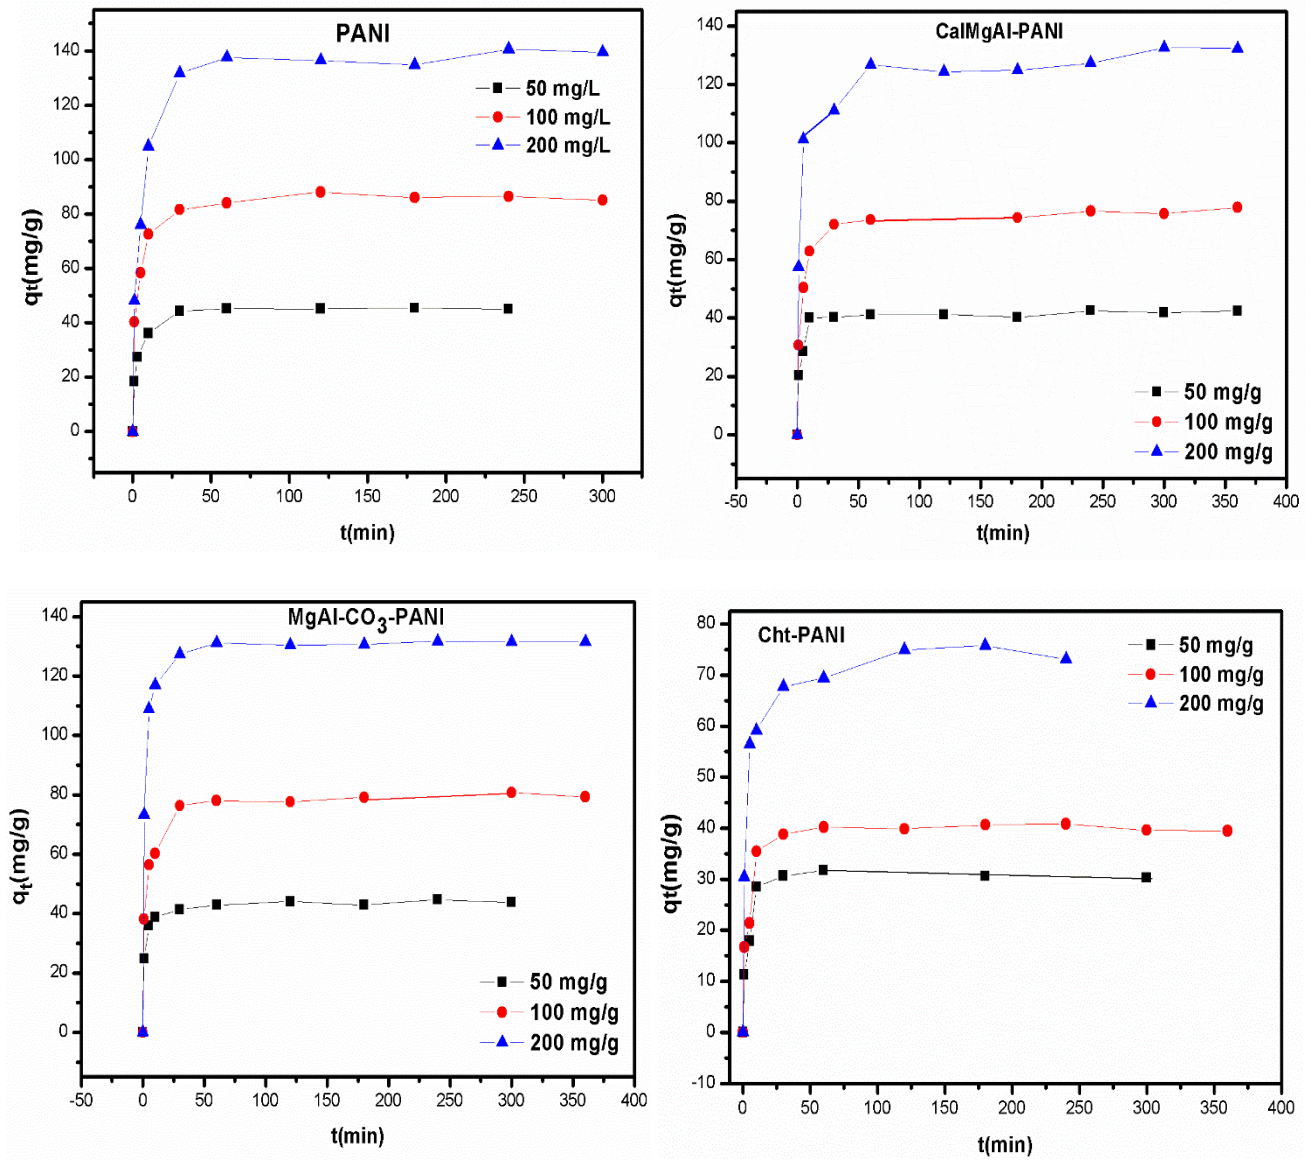 PANI
50 mg/L
100 mg/L
200 mg/L
140
120
100
80
60
40
20
0
qt(mg/g)
0 50 100 150 200 250 300
t(min)
CalMgAl-PANI
140
120
100
80
60
40
20
0
qt(mg/g)
50 mg/g
100 mg/g
200 mg/g
-50 0 50 100 150 200 250 300 350 400
t(min)
MgAl-CO3-PANI
140
120
100
80
60
40
20
0
qt(mg/g)
50 mg/g
100 mg/g
200 mg/g
-50 0 50 100 150 200 250 300 350 400
t(min)
Cht-PANI
50 mg/g
100 mg/g
200 mg/g
80
70
60
50
40
30
20
10
0
-10
qt(mg/g)
0 50 100 150 200 250 300 350 400
t(min)